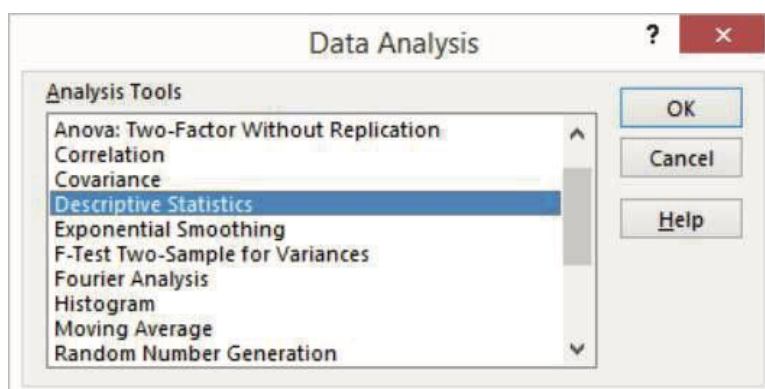 Data Analysis
?
×
Analysis Tools
Anova: Two-Factor Without Replication
Correlation
Covariance
Descriptive Statistics
Exponential Smoothing
F-Test Two-Sample for Variances
Fourier Analysis
Histogram
Moving Average
Random Number Generation
OK
Cancel
Help